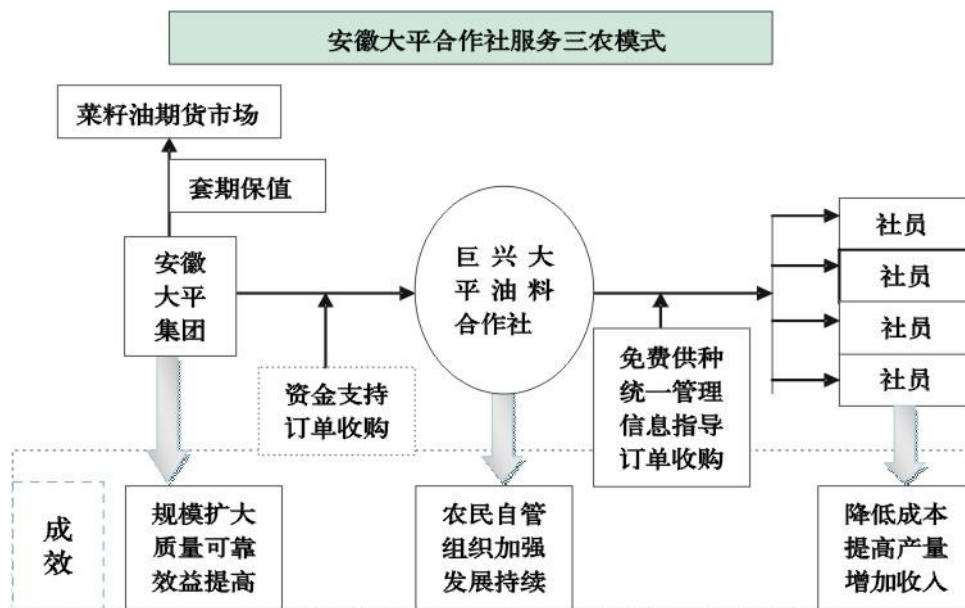 安徽大平合作社服务三农模式
菜籽油期货市场
套期保值
安徽
大平
集团
资金支持
订单收购
巨兴大
平油料
合作社
免费供种
统一管理
信息指导
订单收购
社员
社员
社员
社员
成
效
规模扩大
质量可靠
效益提高
农民自管
组织加强
发展持续
降低成本
提高产量
增加收入